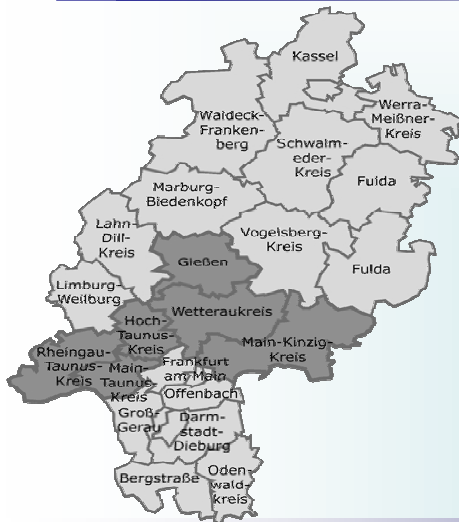 Kassel
Waldeck-
Franken-
berg
Werra-
Meißner-
Kreis
Schwalm-
eder-
Kreis
Fulda
Marburg-
Biedenkopf
Lahn-
Dill-
Kreis
Vogelsberg-
Kreis
Gießen
Fulda
Limburg-
Weilburg
Wetteraukreis
Hoch-
Taunus-
Kreis
Main-Kinzig-
Kreis
Rheingau-
Taunus-
Kreis
Main-
Taunus-
Kreis
Frankfurt
am Main
Offenbach
Groß-
Gerau
Darm-
stadt-
Dieburg
Bergstraße
Oden-
wald-
kreis